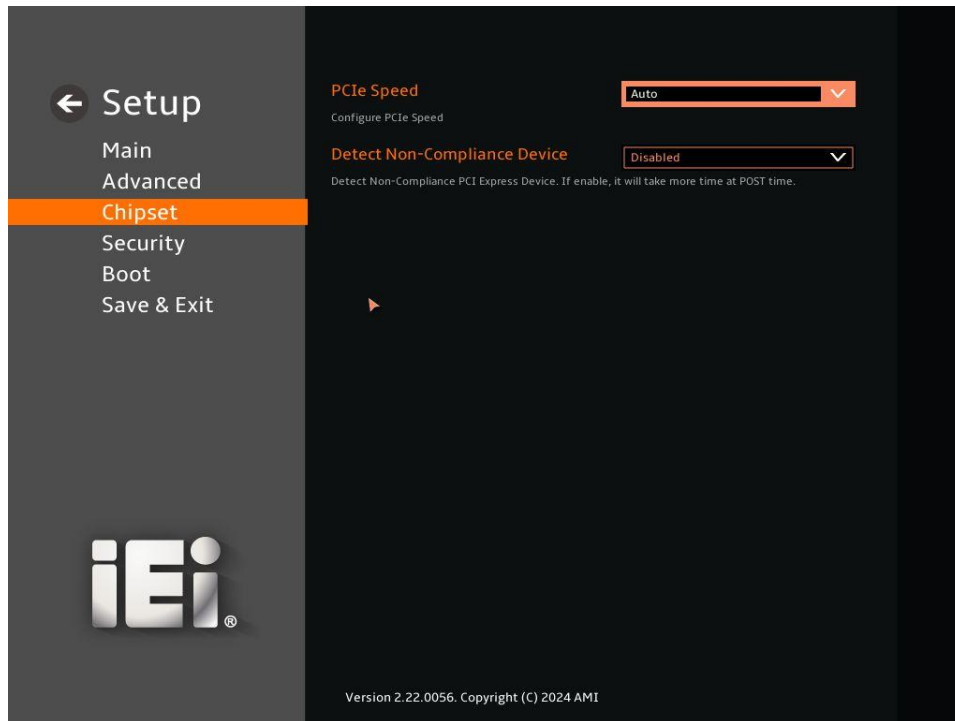 Setup
Main
Advanced
Chipset
Security
Boot
Save & Exit
PCIe Speed
Auto
Configure PCIe Speed
Detect Non-Compliance Device
Disabled
Detect Non-Compliance PCI Express Device. If enable, it will take more time at POST time.
iEi®
Version 2.22.0056. Copyright (C) 2024 AMI